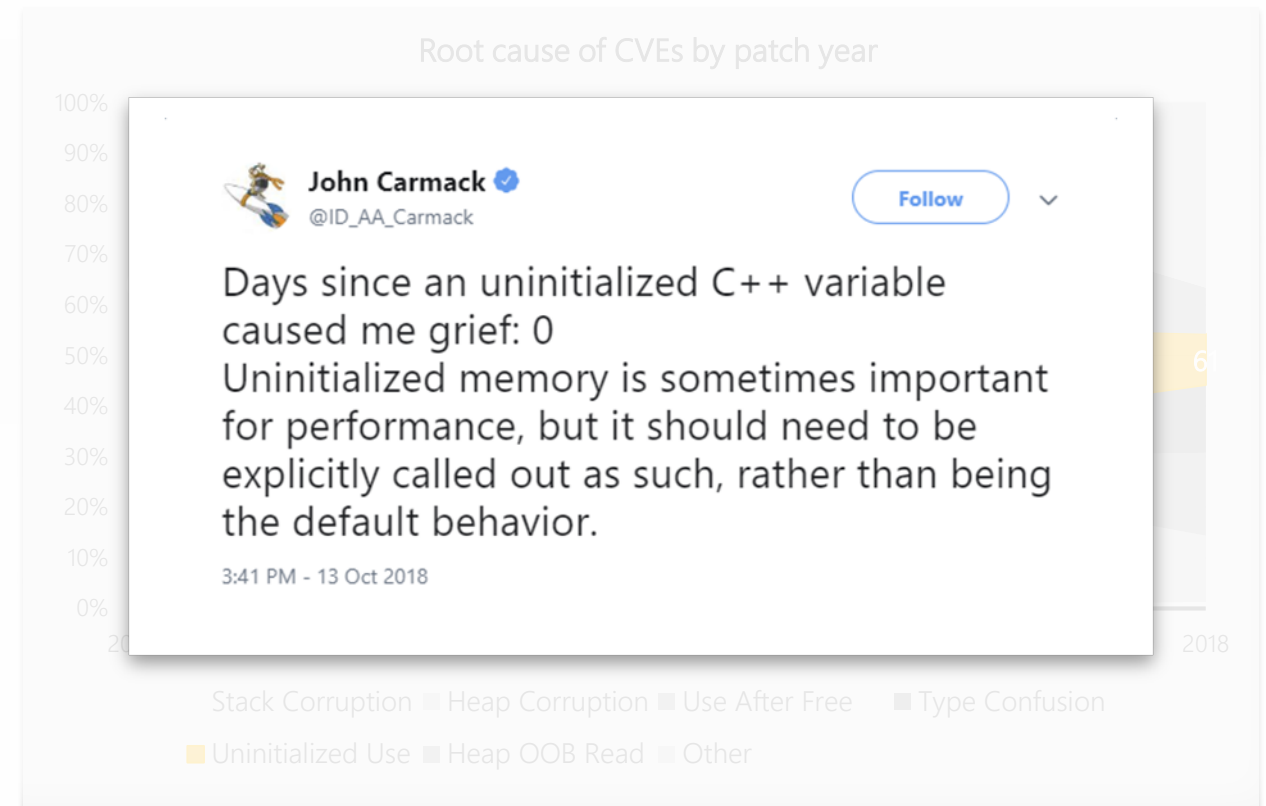 Root cause of CVEs by patch year
100%
90%
80%
70%
60%
50%
40%
30%
20%
10%
0%
John Carmack
@ID_AA_Carmack
Follow
Days since an uninitialized C++ variable
caused me grief: 0
Uninitialized memory is sometimes important
for performance, but it should need to be
explicitly called out as such, rather than being
the default behavior.
3:41 PM - 13 Oct 2018
2018
Stack Corruption Heap Corruption Use After Free Type Confusion
Uninitialized Use Heap OOB Read Other